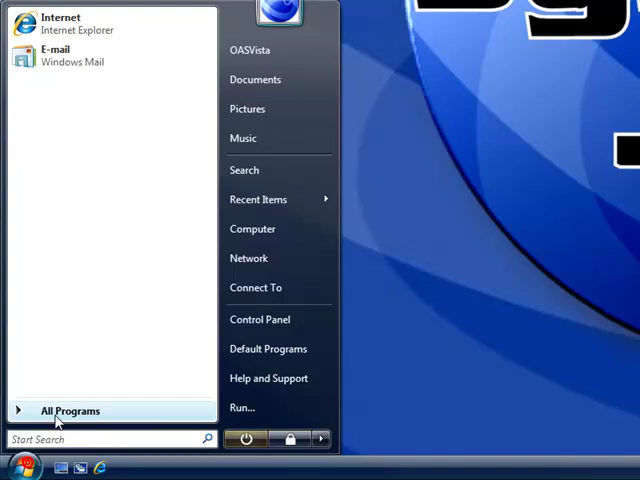 Internet
Internet Explorer
E-mail
Windows Mail
All Programs
Start Search
OASVista
Documents
Pictures
Music
Search
Recent Items
Computer
Network
Connect To
Control Panel
Default Programs
Help and Support
Run...